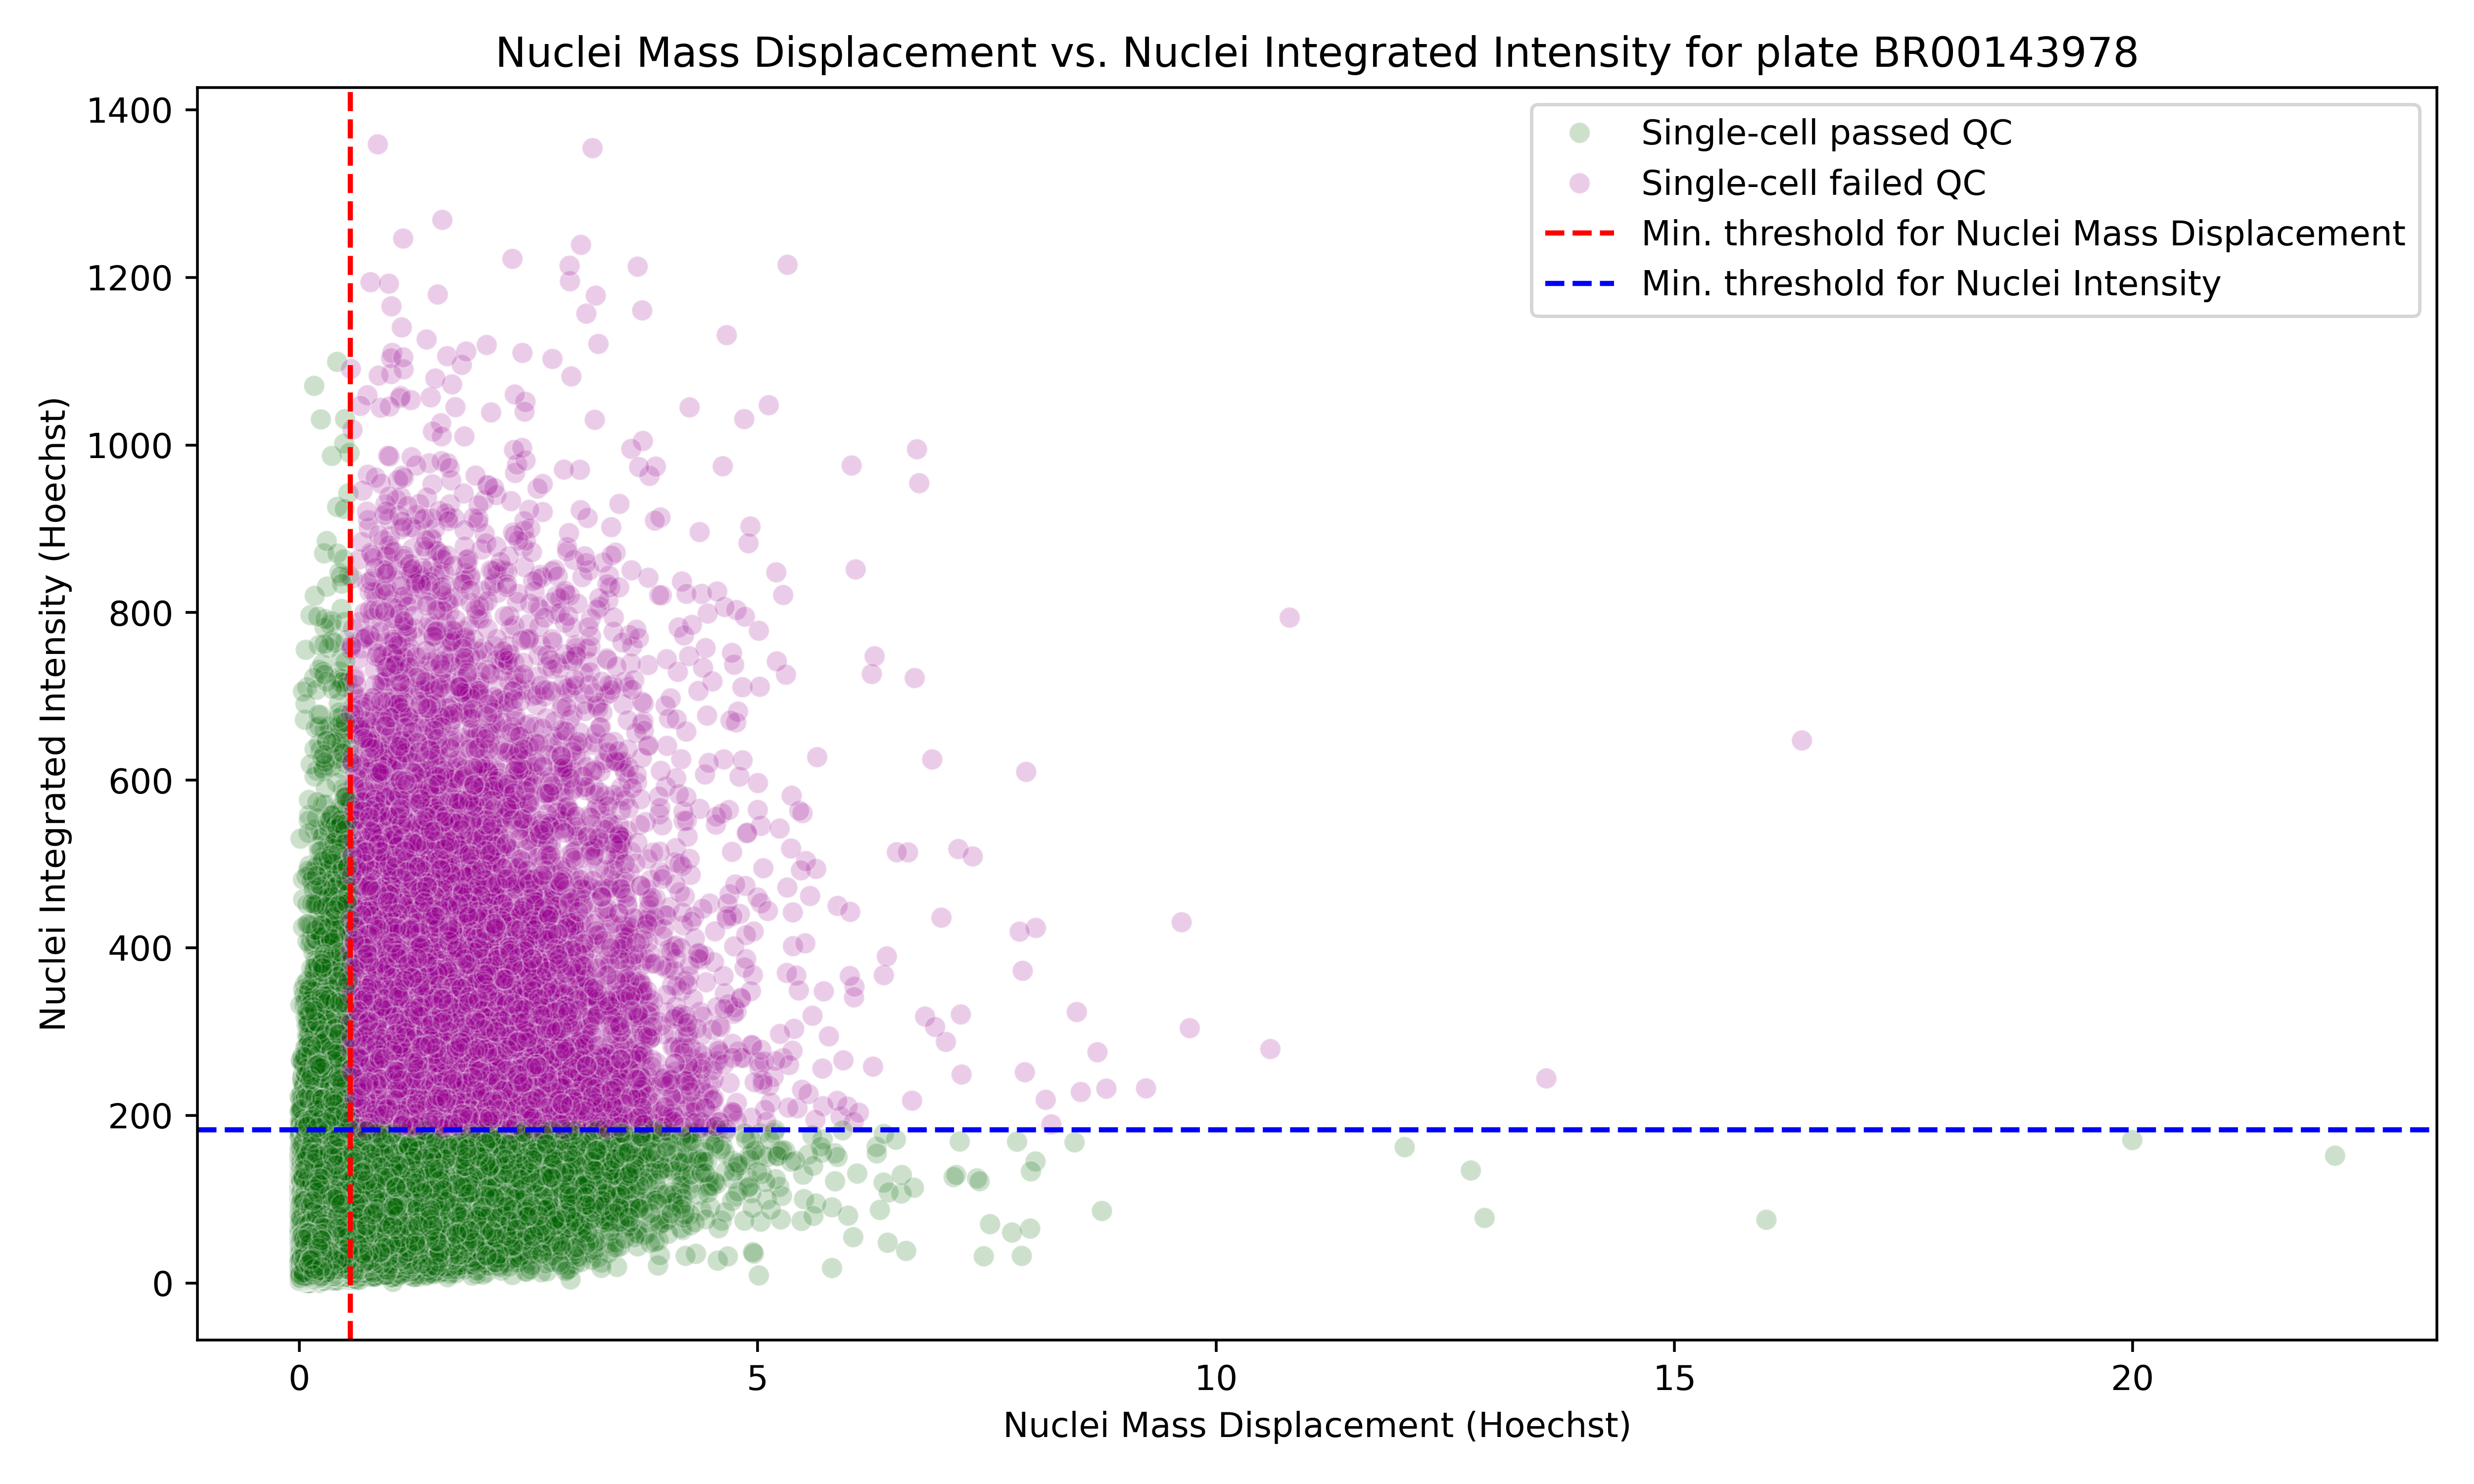 Nuclei Mass Displacement vs. Nuclei Integrated Intensity for plate BR00143978
Single-cell passed QC
Single-cell failed QC
Min. threshold for Nuclei Mass Displacement
Min. threshold for Nuclei Intensity
Nuclei Integrated Intensity (Hoechst)
1400
1200
1000
800
600
400
200
0
0 5 10 15 20
Nuclei Mass Displacement (Hoechst)